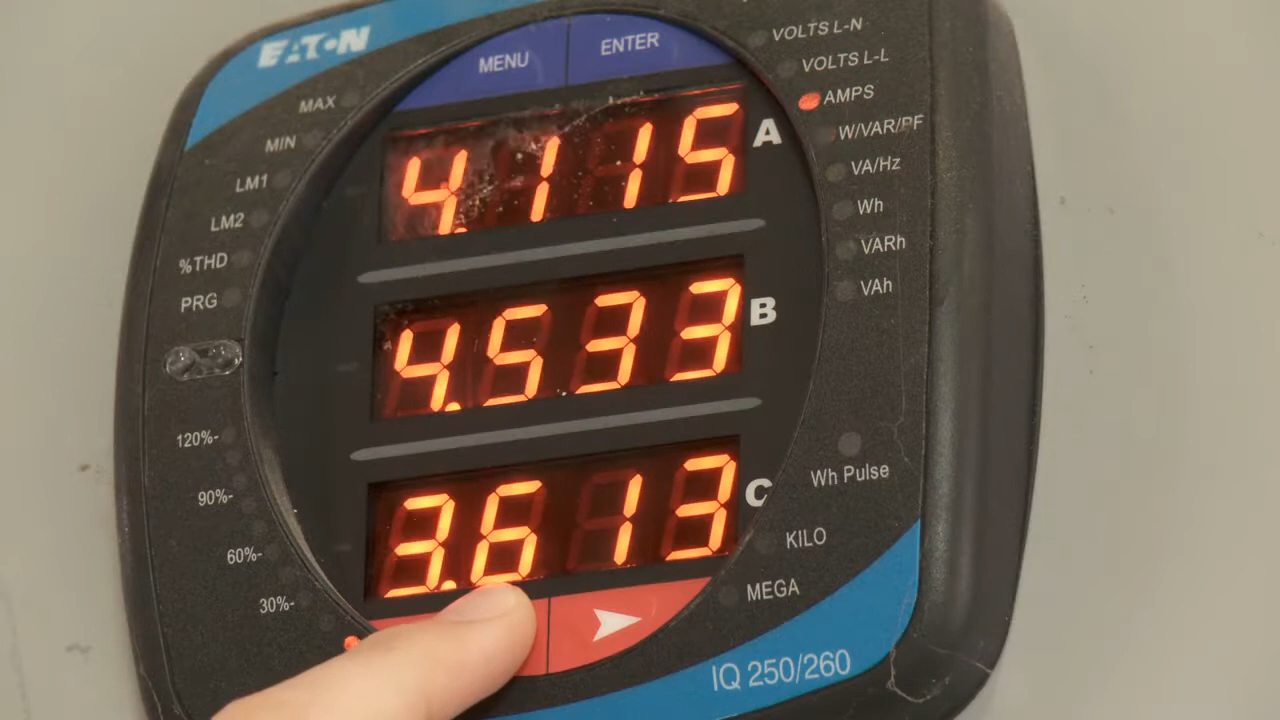 EATON
MENU
ENTER
MAX
MIN
LM1
LM2
%THD
PRG
120%-
90%-
60%-
30%-
4.115 A
4.533 B
3.613 C
VOLTS L-N
VOLTS L-L
AMPS
W/VAR/PF
VA/Hz
Wh
VARh
VAh
Wh Pulse
KILO
MEGA
IQ 250/260